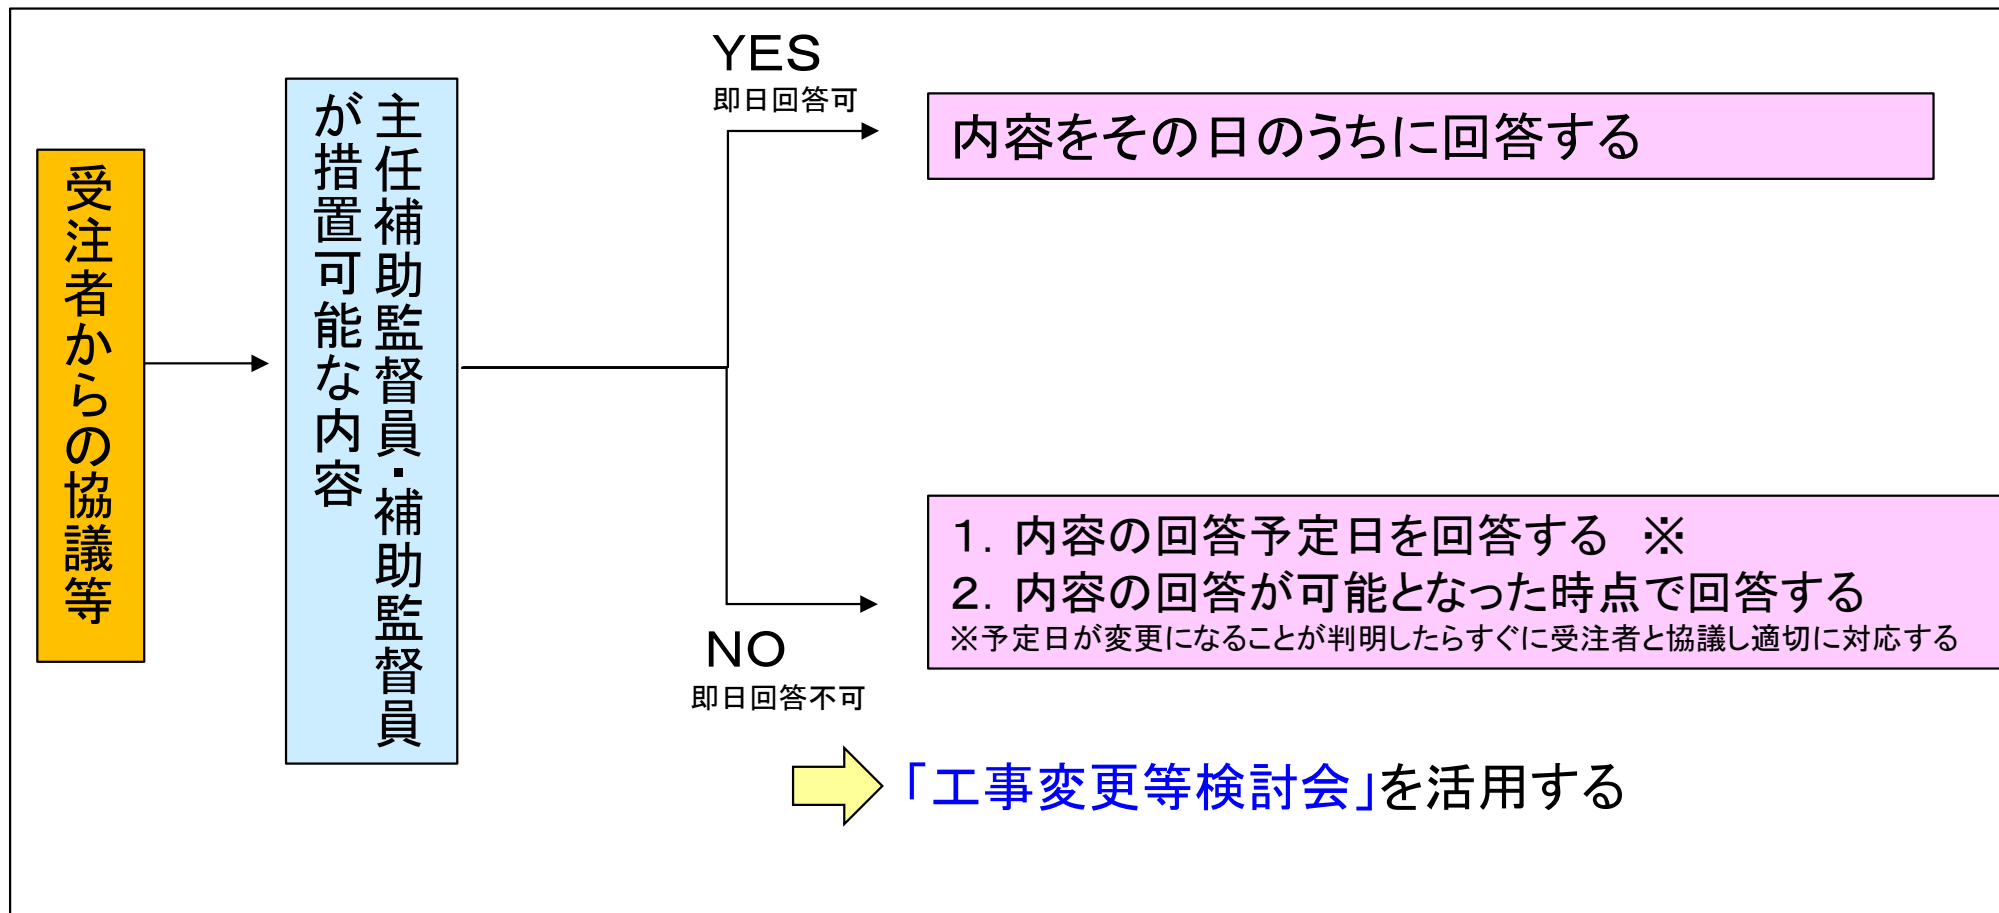 受注者からの協議等
主任補助監督員・補助監督員
が措置可能な内容
YES
即日回答可
内容をその日のうちに回答する
1. 内容の回答予定日を回答する ※
2. 内容の回答が可能となった時点で回答する
※予定日が変更になることが判明したらすぐに受注者と協議し適切に対応する
NO
即日回答不可
「工事変更等検討会」を活用する